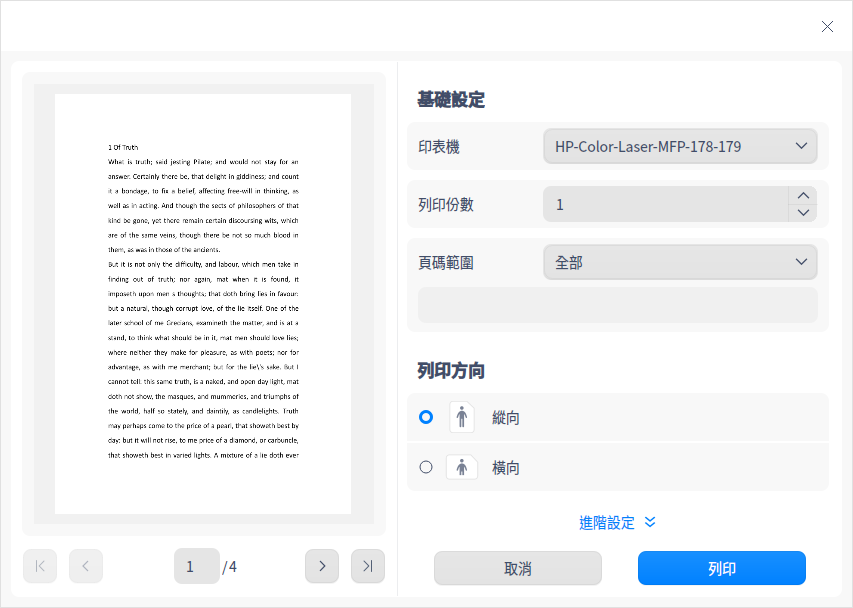 1 Of Truth
What is truth; said jesting Pilate; and would not stay for an
answer. Certainly there be, that delight in giddiness; and count
it a bondage, to fix a belief, affecting free-will in thinking, as
well as in acting. And though the sects of philosophers of that
kind be gone, yet there remain certain discoursing wits, which
are of the same veins, though there be not so much blood in
them, as was in those of the ancients.
But it is not only the difficulty, and labour, which men take in
finding out of truth; nor again, mat when it is found, it
imposeth upon men s thoughts; that doth bring lies in favour:
but a natural, though corrupt love, of the lie itself. One of the
later school of me Grecians, examineth the matter, and is at a
stand, to think what should be in it, mat men should love lies;
where neither they make for pleasure, as with poets; nor for
advantage, as with me merchant; but for the lie\'s sake. But I
cannot tell: this same truth, is a naked, and open day light, mat
doth not show, the masques, and mummeries, and triumphs of
the world, half so stately, and daintily, as candlelights. Truth
may perhaps come to the price of a pearl, that showeth best by
day: but it will not rise, to me price of a diamond, or carbuncle,
that showeth best in varied lights. A mixture of a lie doth ever
1 /4
基礎設定
印表機 HP-Color-Laser-MFP-178-179
列印份數 1
頁碼範圍 全部
列印方向
縱向
橫向
進階設定
取消 列印